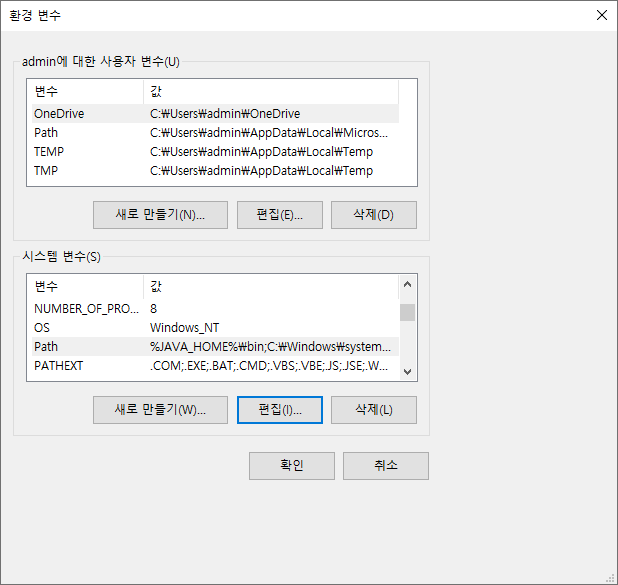 환경 변수
admin에 대한 사용자 변수(U)
변수 값
OneDrive C:₩Users₩admin₩OneDrive
Path C:₩Users₩admin₩AppData₩Local₩Micros...
TEMP C:₩Users₩admin₩AppData₩Local₩Temp
TMP C:₩Users₩admin₩AppData₩Local₩Temp
새로 만들기(N)... 편집(E)... 삭제(D)
시스템 변수(S)
변수 값
NUMBER_OF_PRO... 8
OS Windows_NT
Path %JAVA_HOME%₩bin;C:₩Windows₩system...
PATHEXT .COM;.EXE;.BAT;.CMD;.VBS;.VBE;.JS;.JSE;.W...
새로 만들기(W)... 편집(I)... 삭제(L)
확인 취소